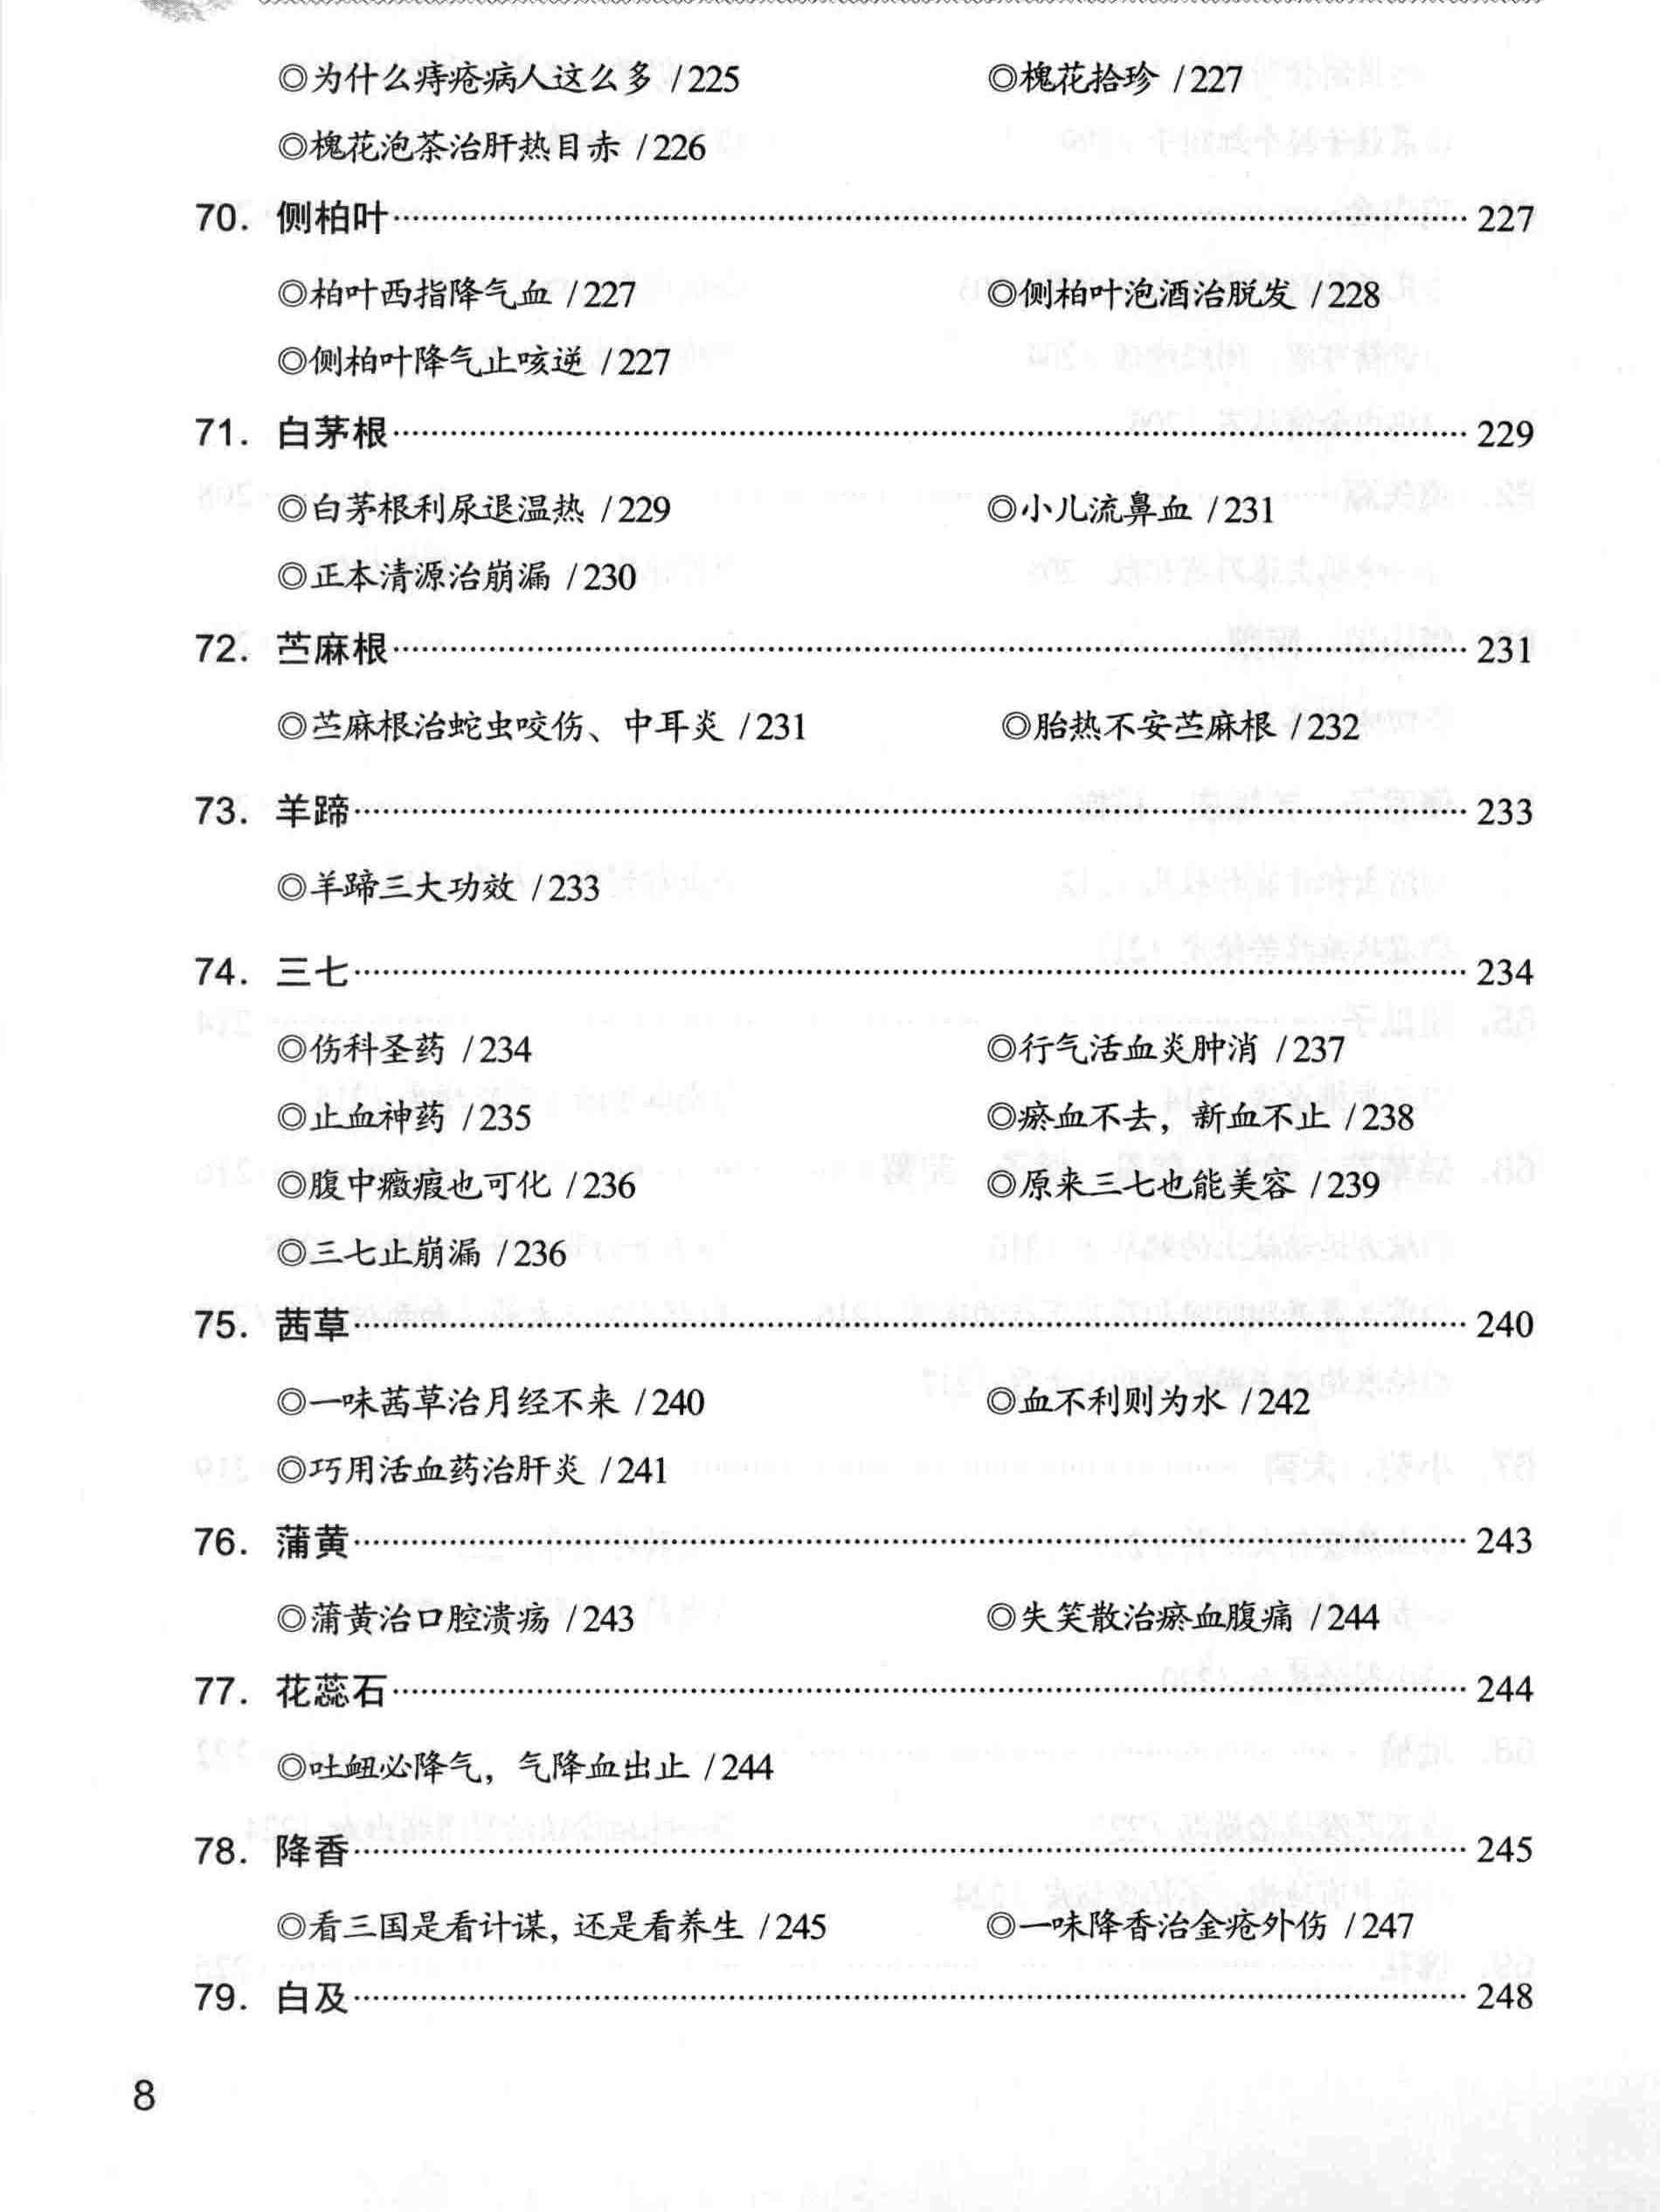 ◎为什么痔疮病人这么多 /225 ◎槐花拾珍 /227
◎槐花泡茶治肝热目赤 /226
70. 侧柏叶 227
◎柏叶西指降气血 /227 ◎侧柏叶泡酒治脱发 /228
◎侧柏叶降气止咳逆 /227
71. 白茅根 229
◎白茅根利尿退温热 /229 ◎小儿流鼻血 /231
◎正本清源治崩漏 /230
72. 苎麻根 231
◎苎麻根治蛇虫咬伤、中耳炎 /231 ◎胎热不安苎麻根 /232
73. 羊蹄 233
◎羊蹄三大功效 /233
74. 三七 234
◎伤科圣药 /234 ◎行气活血炎肿消 /237
◎止血神药 /235 ◎瘀血不去，新血不止 /238
◎腹中癥瘕也可化 /236 ◎原来三七也能美容 /239
◎三七止崩漏 /236
75. 茜草 240
◎一味茜草治月经不来 /240 ◎血不利则为水 /242
◎巧用活血药治肝炎 /241
76. 蒲黄 243
◎蒲黄治口腔溃疡 /243 ◎失笑散治瘀血腹痛 /244
77. 花蕊石 244
◎吐衄必降气，气降血出止 /244
78. 降香 245
◎看三国是看计谋，还是看养生 /245 ◎一味降香治金疮外伤 /247
79. 白及 248
8